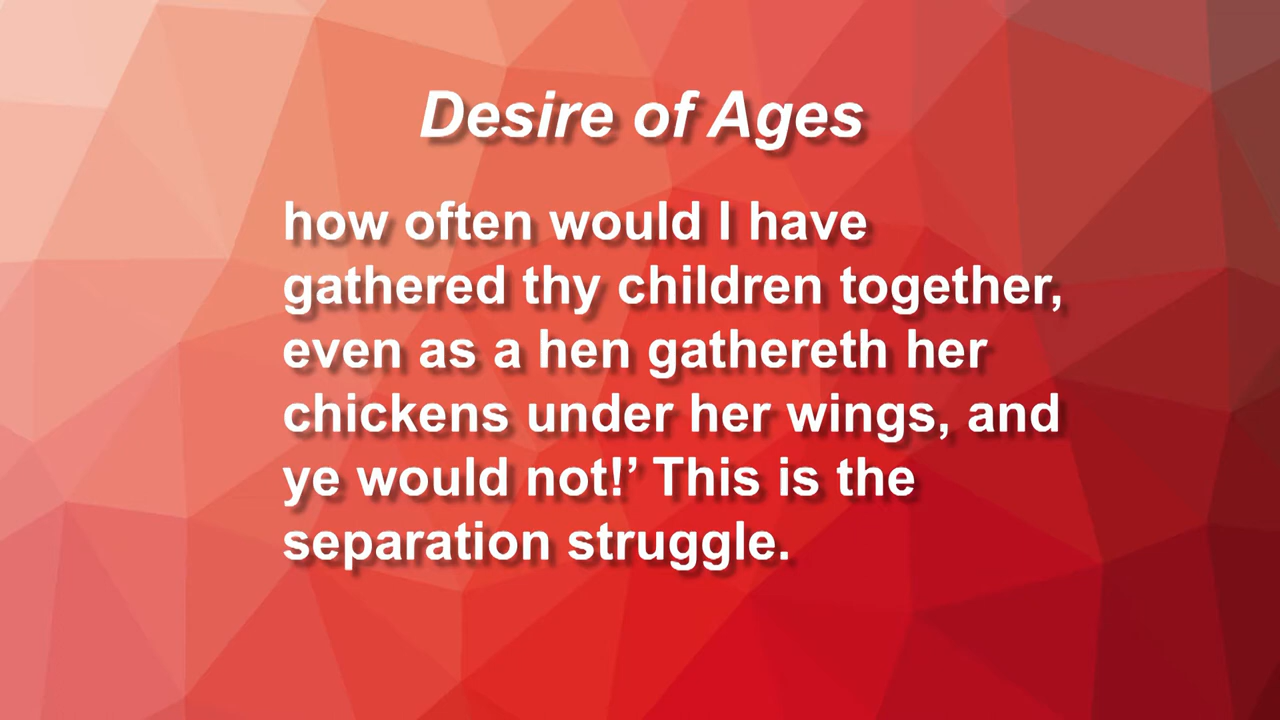 Desire of Ages
how often would I have
gathered thy children together,
even as a hen gathereth her
chickens under her wings, and
ye would not!’ This is the
separation struggle.